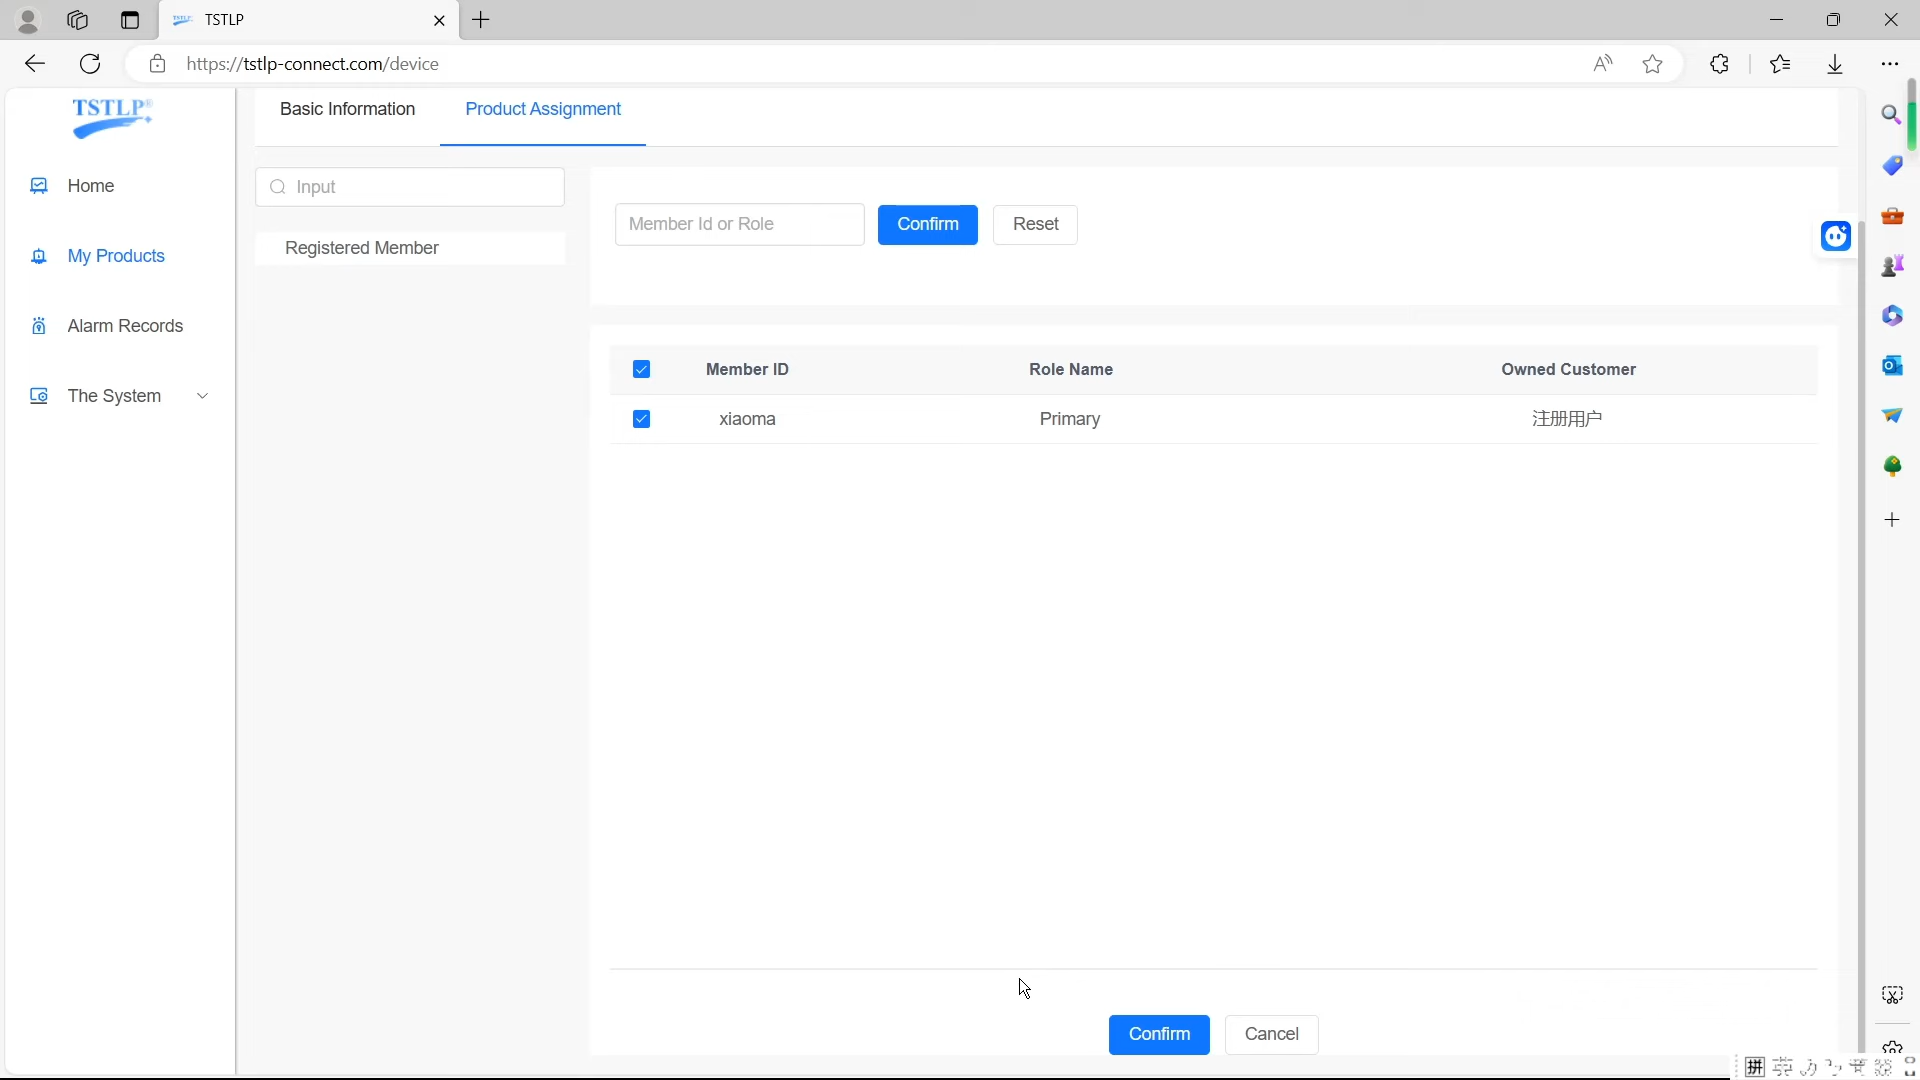 TSTLP
https://tstlp-connect.com/device
TSTLP®
Basic Information
Product Assignment
Home
Input
Member Id or Role
Confirm
Reset
Registered Member
My Products
Alarm Records
The System
Member ID
Role Name
Owned Customer
xiaoma
Primary
注册用户
Confirm
Cancel
拼 英